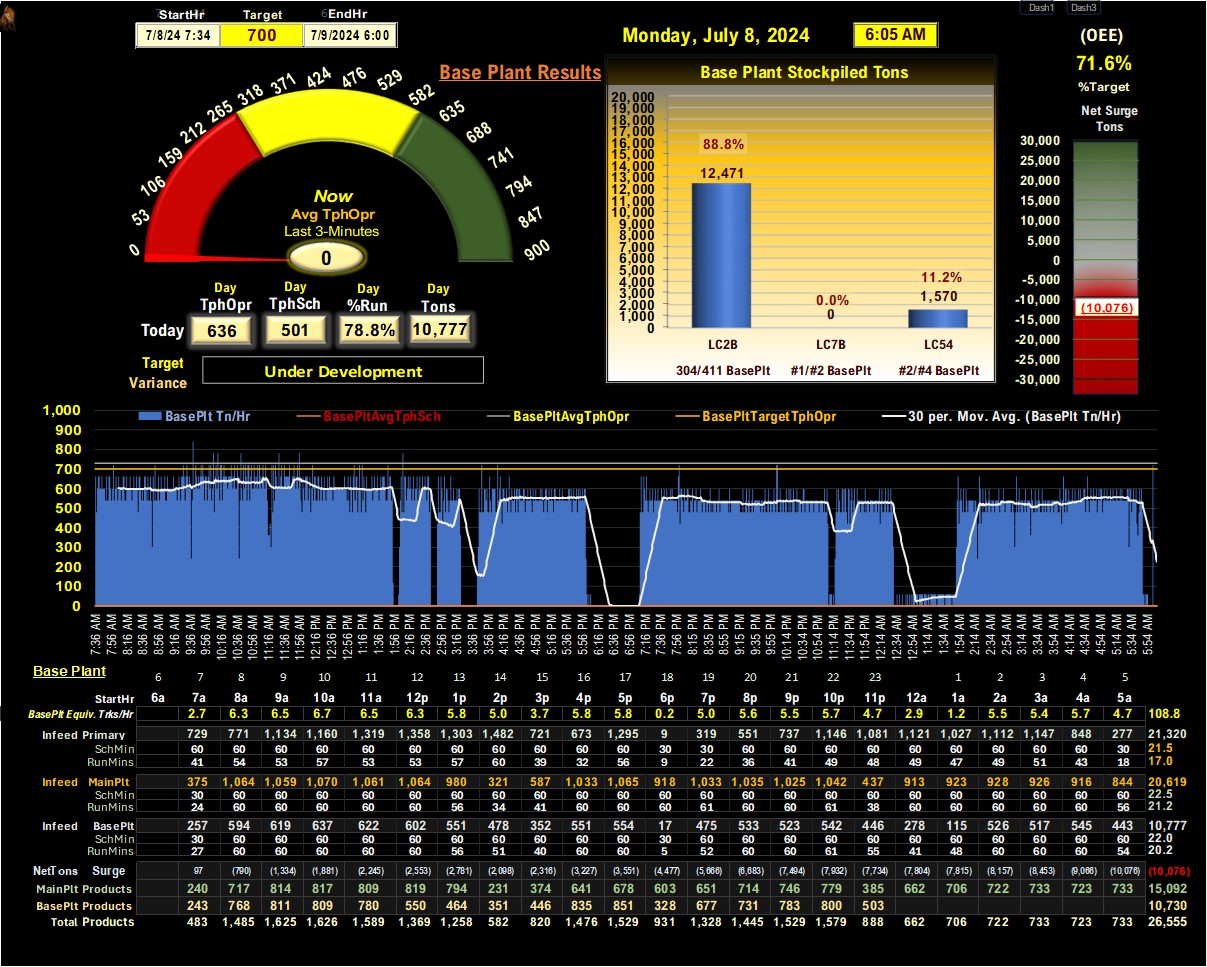 Dash1 Dash3
StartHr Target EndHr
7/8/24 7:34 700 7/9/2024 6:00
Monday, July 8, 2024 6:05 AM
(OEE)
71.6%
%Target
Net Surge
Tons
Base Plant Results
0 53 106 159 212 265 318 371 424 476 529 582 635 688 741 794 847 900
Now
Avg TphOpr
Last 3-Minutes
0
Day Day Day Day
TphOpr TphSch %Run Tons
Today 636 501 78.8% 10,777
Target
Variance
Under Development
Base Plant Stockpiled Tons
20,000
19,000
18,000
17,000
16,000
15,000
14,000
13,000
12,000
11,000
10,000
9,000
8,000
7,000
6,000
5,000
4,000
3,000
2,000
1,000
0
88.8%
12,471
0.0%
0
11.2%
1,570
LC2B LC7B LC54
304/411 BasePlt #1/#2 BasePlt #2/#4 BasePlt
30,000
25,000
20,000
15,000
10,000
5,000
0
-5,000
-10,000
(10,076)
-15,000
-20,000
-25,000
-30,000
BasePlt Tn/Hr BasePltAvgTphSch BasePltAvgTphOpr BasePltTargetTphOpr 30 per. Mov. Avg. (BasePlt Tn/Hr)
1,000
900
800
700
600
500
400
300
200
100
0
7:36 AM 7:56 AM 8:16 AM 8:36 AM 8:56 AM 9:16 AM 9:36 AM 9:56 AM 10:16 AM 10:36 AM 10:56 AM 11:16 AM 11:36 AM 11:56 AM 12:16 PM 12:36 PM 12:56 PM 1:16 PM 1:36 PM 1:56 PM 2:16 PM 2:36 PM 2:56 PM 3:16 PM 3:36 PM 3:56 PM 4:16 PM 4:36 PM 4:56 PM 5:16 PM 5:36 PM 5:56 PM 6:16 PM 6:36 PM 6:56 PM 7:16 PM 7:36 PM 7:56 PM 8:15 PM 8:35 PM 8:55 PM 9:15 PM 9:35 PM 9:55 PM 10:14 PM 10:34 PM 10:54 PM 11:14 PM 11:34 PM 11:54 PM 12:14 AM 12:34 AM 12:54 AM 1:14 AM 1:34 AM 1:54 AM 2:14 AM 2:34 AM 2:54 AM 3:14 AM 3:34 AM 3:54 AM 4:14 AM 4:34 AM 4:54 AM 5:14 AM 5:34 AM 5:54 AM
Base Plant 6 7 8 9 10 11 12 13 14 15 16 17 18 19 20 21 22 23 1 2 3 4 5
StartHr 6a 7a 8a 9a 10a 11a 12p 1p 2p 3p 4p 5p 6p 7p 8p 9p 10p 11p 12a 1a 2a 3a 4a 5a
BasePlt Equiv. Trks/Hr 2.7 6.3 6.5 6.7 6.5 6.3 5.8 5.0 3.7 5.8 5.8 0.2 5.0 5.6 5.5 5.7 4.7 2.9 1.2 5.5 5.4 5.7 4.7 108.8
Infeed Primary 729 771 1,134 1,160 1,319 1,358 1,303 1,482 721 673 1,295 9 319 551 737 1,146 1,081 1,121 1,027 1,112 1,147 848 277 21,320
SchMin 60 60 60 60 60 60 60 60 60 60 60 30 30 60 60 60 60 60 60 60 60 60 30 21.5
RunMins 41 54 53 57 53 53 57 60 39 32 56 9 22 36 41 49 48 49 47 49 51 43 18 17.0
Infeed MainPlt 375 1,064 1,059 1,070 1,061 1,064 980 321 587 1,033 1,065 918 1,033 1,035 1,025 1,042 437 913 923 928 926 916 844 20,619
SchMin 30 60 60 60 60 60 60 60 60 60 60 60 60 60 60 60 60 60 60 60 60 60 60 22.5
RunMins 24 60 60 60 60 60 56 34 41 60 60 60 61 60 60 61 38 60 60 60 60 60 56 21.2
Infeed BasePlt 257 594 619 637 622 602 551 478 352 551 554 17 475 533 523 542 446 278 115 526 517 545 443 10,777
SchMin 30 60 60 60 60 60 60 60 60 60 60 30 60 60 60 60 60 60 60 60 60 60 60 22.0
RunMins 27 60 60 60 60 60 56 51 40 60 60 5 52 60 60 61 55 41 48 60 60 60 54 20.2
NetTons Surge 97 (790) (1,334) (1,881) (2,245) (2,553) (2,781) (2,098) (2,316) (3,227) (3,551) (4,477) (5,666) (6,683) (7,494) (7,932) (7,734) (7,804) (7,815) (8,157) (8,453) (9,066) (10,076) (10,076)
MainPlt Products 240 717 814 817 809 819 794 231 374 641 678 603 651 714 746 779 385 662 706 722 733 723 733 15,092
BasePlt Products 243 768 811 809 780 550 464 351 446 835 851 328 677 731 783 800 503 10,730
Total Products 483 1,485 1,625 1,626 1,589 1,369 1,258 582 820 1,476 1,529 931 1,328 1,445 1,529 1,579 888 662 706 722 733 723 733 26,555